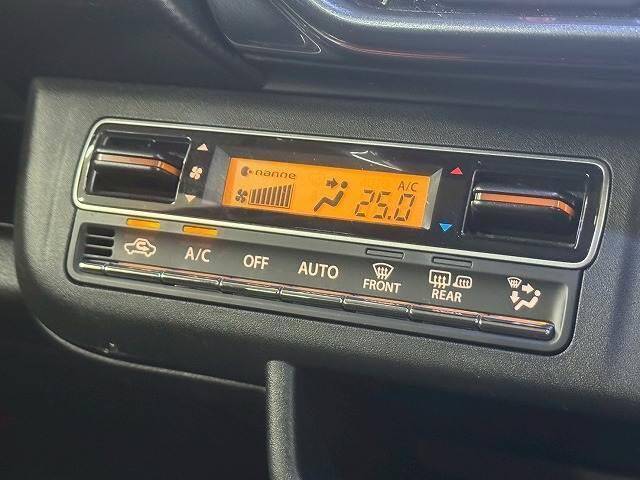 nanoe
A/C
25.0
A/C
OFF
AUTO
FRONT
REAR